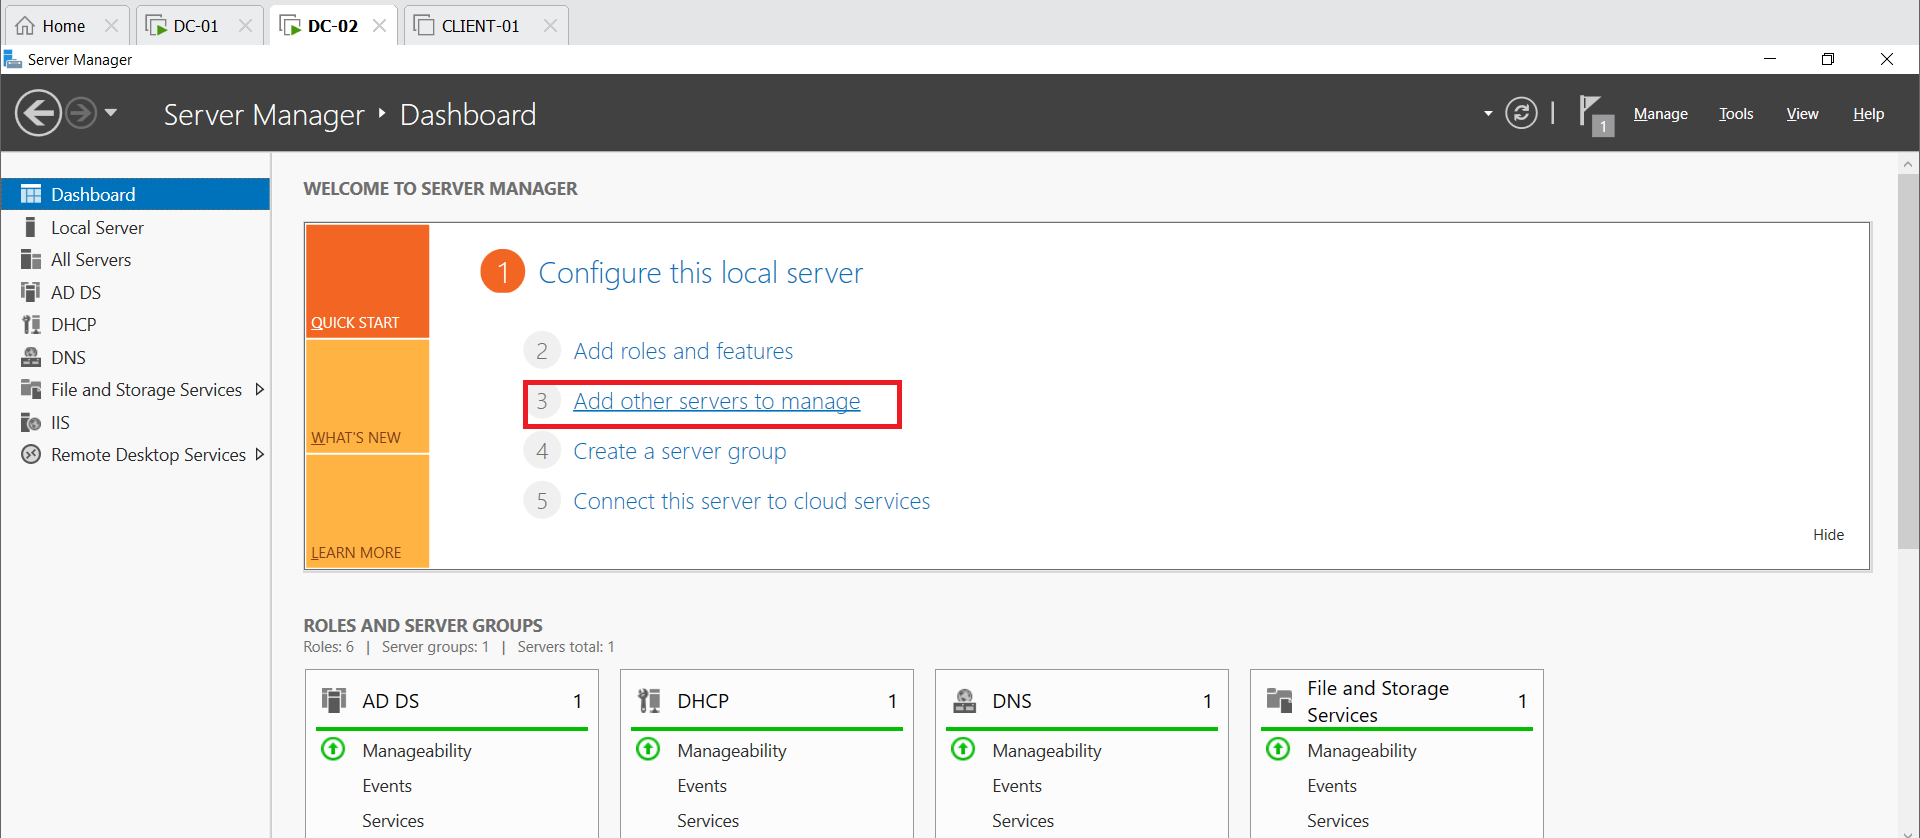 Home
DC-01
DC-02
CLIENT-01
Server Manager
Server Manager Dashboard
1
Manage Tools View Help
Dashboard
Local Server
All Servers
AD DS
DHCP
DNS
File and Storage Services
IIS
Remote Desktop Services
WELCOME TO SERVER MANAGER
QUICK START
WHAT'S NEW
LEARN MORE
1 Configure this local server
2 Add roles and features
3 Add other servers to manage
4 Create a server group
5 Connect this server to cloud services
Hide
ROLES AND SERVER GROUPS
Roles: 6 | Server groups: 1 | Servers total: 1
AD DS 1
Manageability
Events
Services
DHCP 1
Manageability
Events
Services
DNS 1
Manageability
Events
Services
File and Storage
Services 1
Manageability
Events
Services